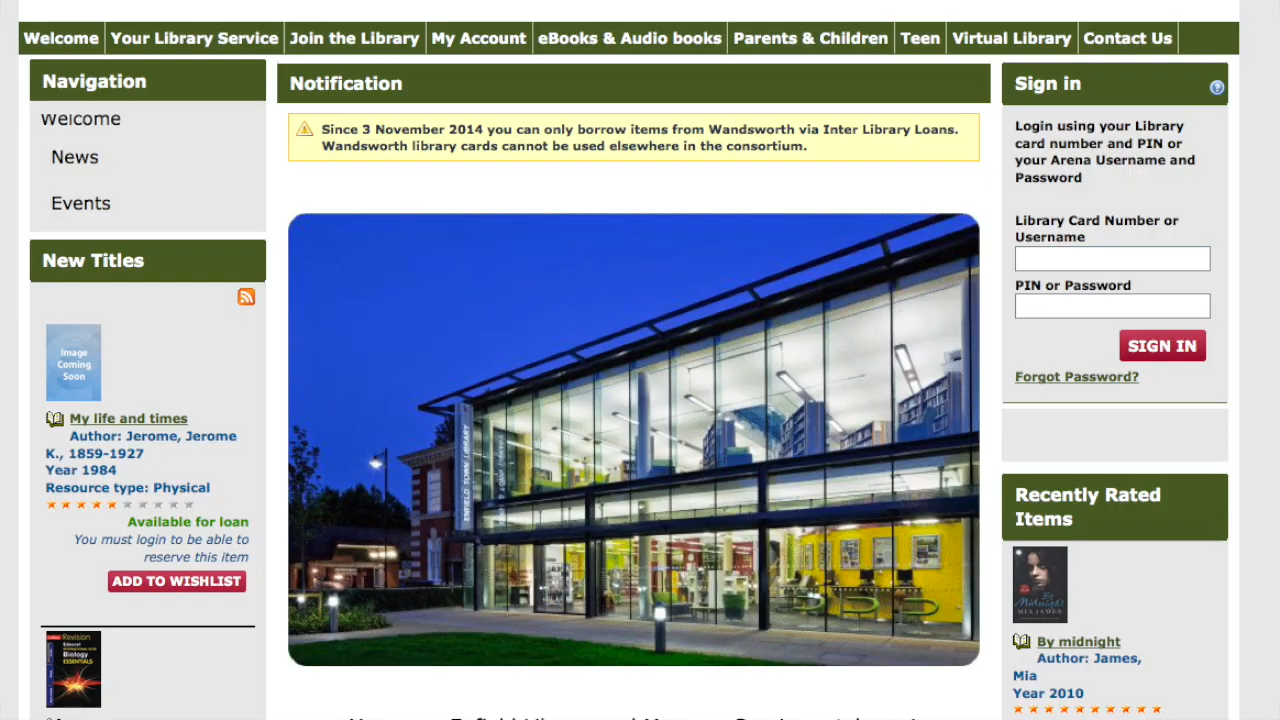 Welcome
Your Library Service
Join the Library
My Account
eBooks & Audio books
Parents & Children
Teen
Virtual Library
Contact Us
Navigation
Welcome
News
Events
New Titles
Image
Coming
Soon
My life and times
Author: Jerome, Jerome
K., 1859-1927
Year 1984
Resource type: Physical
Available for loan
You must login to be able to
reserve this item
ADD TO WISHLIST
Revision
Biology
ESSENTIALS
Notification
Since 3 November 2014 you can only borrow items from Wandsworth via Inter Library Loans.
Wandsworth library cards cannot be used elsewhere in the consortium.
ENFIELD TOWN LIBRARY
Sign in
Login using your Library
card number and PIN or
your Arena Username and
Password
Library Card Number or
Username
PIN or Password
SIGN IN
Forgot Password?
Recently Rated
Items
By
Midnight
MIA JAMES
By midnight
Author: James,
Mia
Year 2010